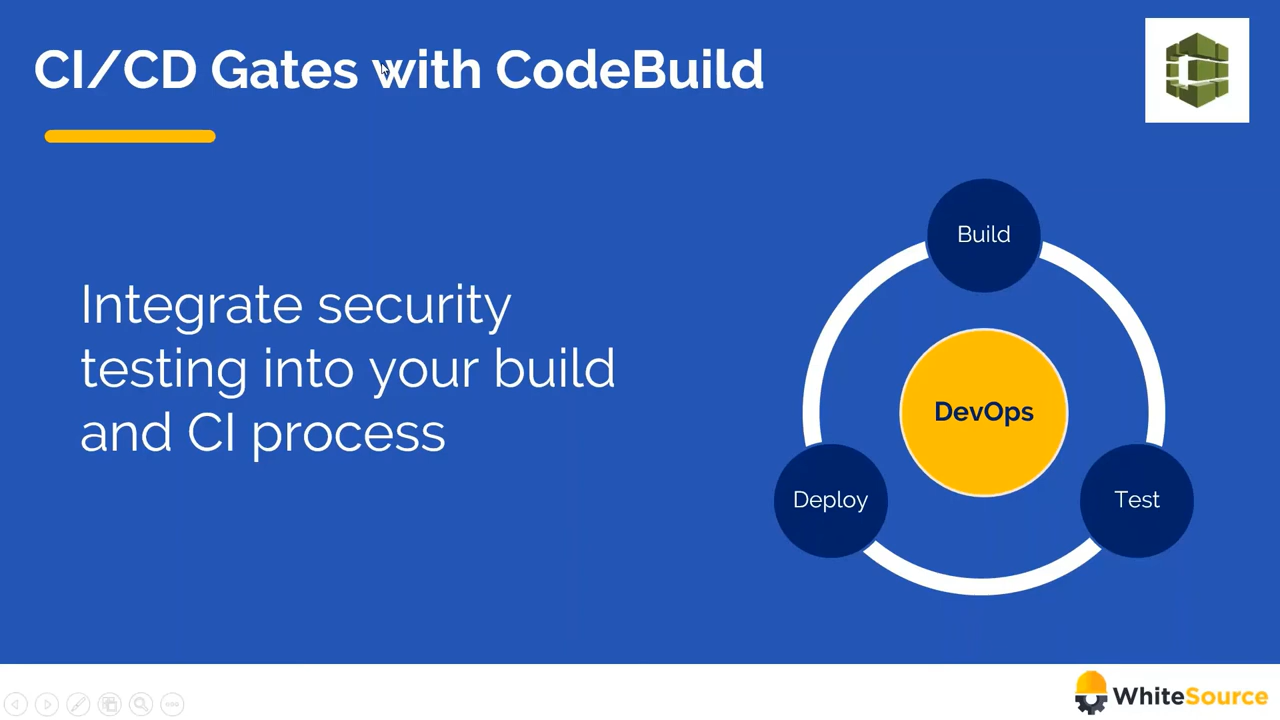 CI/CD Gates with CodeBuild
Integrate security
testing into your build
and CI process
Build
DevOps
Deploy
Test
WhiteSource